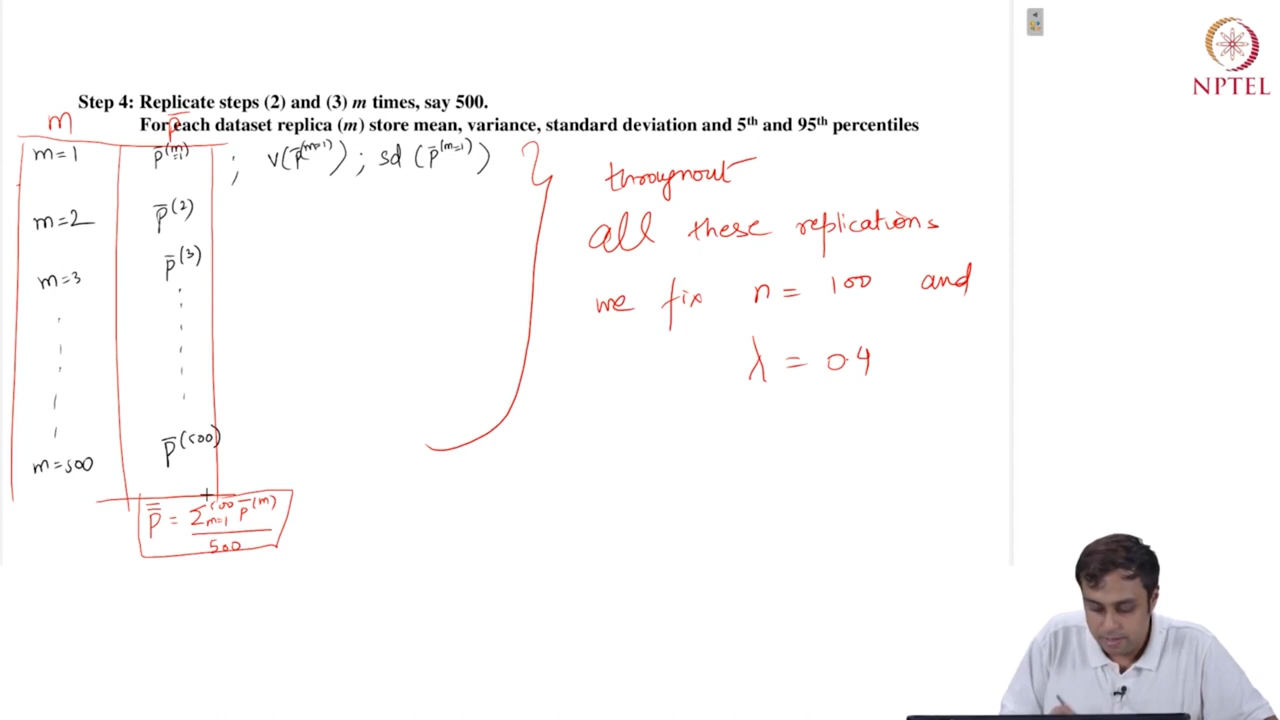 NPTEL
Step 4: Replicate steps (2) and (3) m times, say 500.
For each dataset replica (m) store mean, variance, standard deviation and 5th and 95th percentiles
m p̄
m=1 p̄^(m=1) ; v(p̄^(m=1)) ; sd (p̄^(m=1))
m=2 p̄^(2)
m=3 p̄^(3)
m=500 p̄^(500)
p̿ = Σ_{m=1}^{500} p̄^(m) / 500
throughout
all these replications
we fix n = 100 and
λ = 0.4